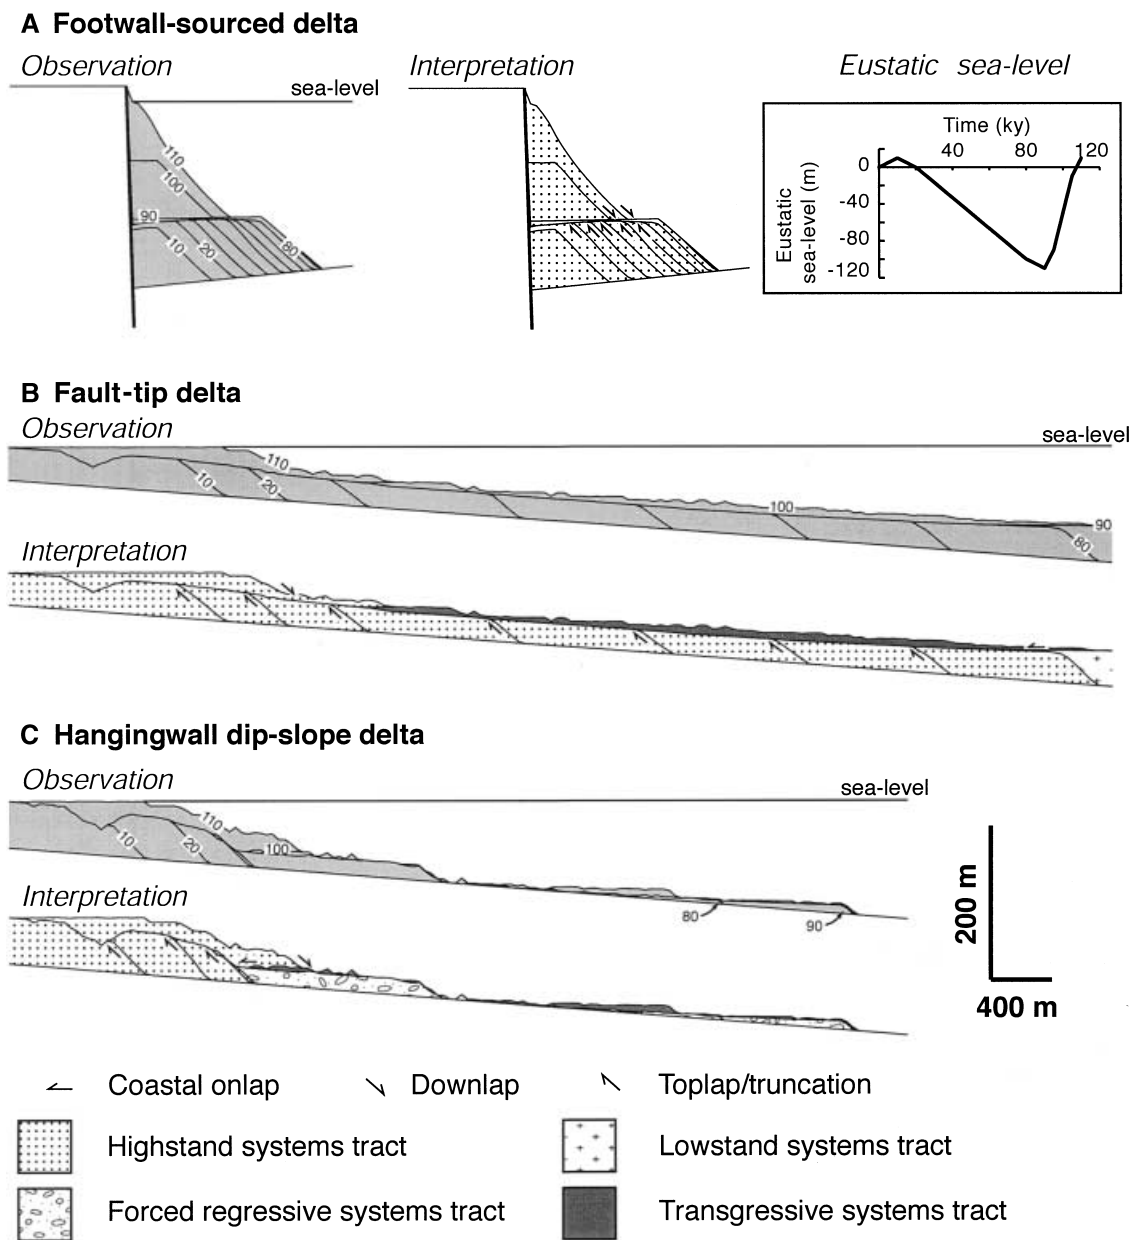 A Footwall-sourced delta
Observation
Interpretation
Eustatic sea-level
sea-level
110
100
90
10
20
80
Time (ky)
40 80 120
0
-40
-80
-120
Eustatic
sea-level (m)
B Fault-tip delta
Observation
sea-level
110
10
20
100
90
80
Interpretation
C Hangingwall dip-slope delta
Observation
sea-level
110
10
20
100
80
90
Interpretation
200 m
400 m
Coastal onlap
Downlap
Toplap/truncation
Highstand systems tract
Lowstand systems tract
Forced regressive systems tract
Transgressive systems tract